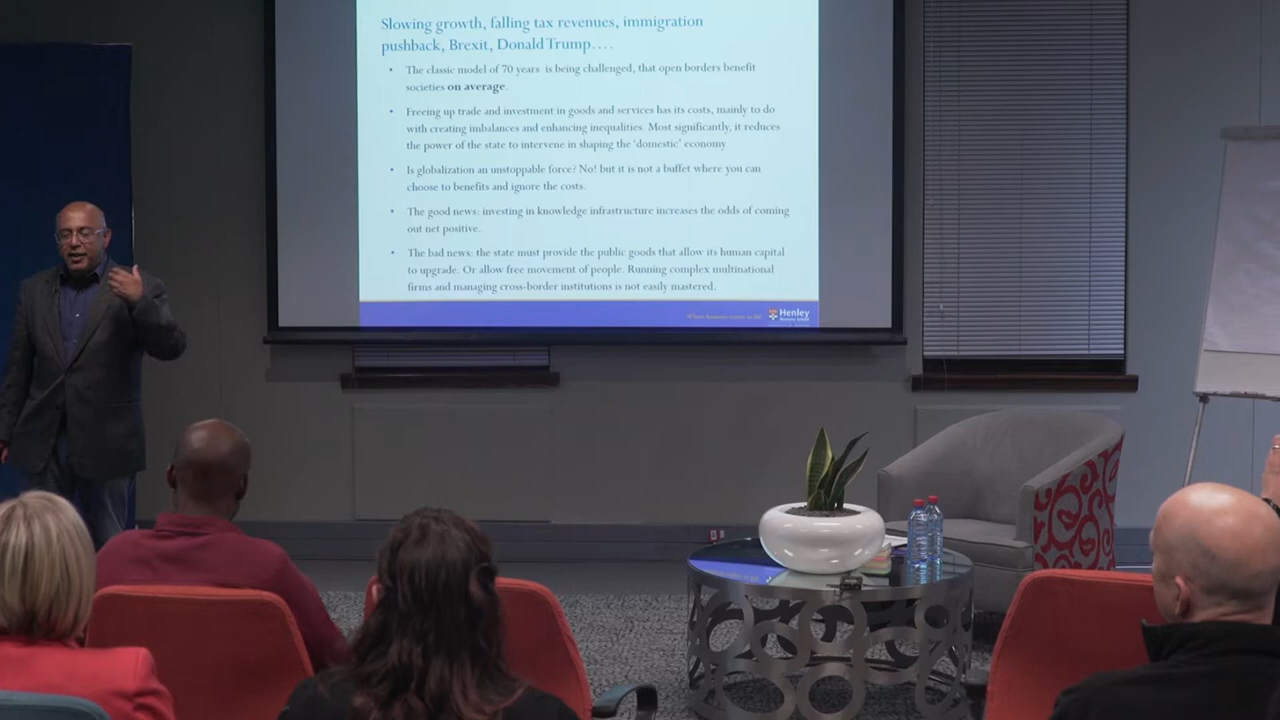 Slowing growth, falling tax revenues, immigration
pushback, Brexit, Donald Trump….
• The classic model of 70 years is being challenged, that open borders benefit
societies on average.
• Freeing up trade and investment in goods and services has its costs, mainly to do
with creating imbalances and enhancing inequalities. Most significantly, it reduces
the power of the state to intervene in shaping the 'domestic' economy
• Is globalization an unstoppable force? No! but it is not a buffet where you can
choose to benefits and ignore the costs.
• The good news: investing in knowledge infrastructure increases the odds of coming
out net positive.
• The bad news: the state must provide the public goods that allow its human capital
to upgrade. Or allow free movement of people. Running complex multinational
firms and managing cross-border institutions is not easily mastered.
Henley
Business School